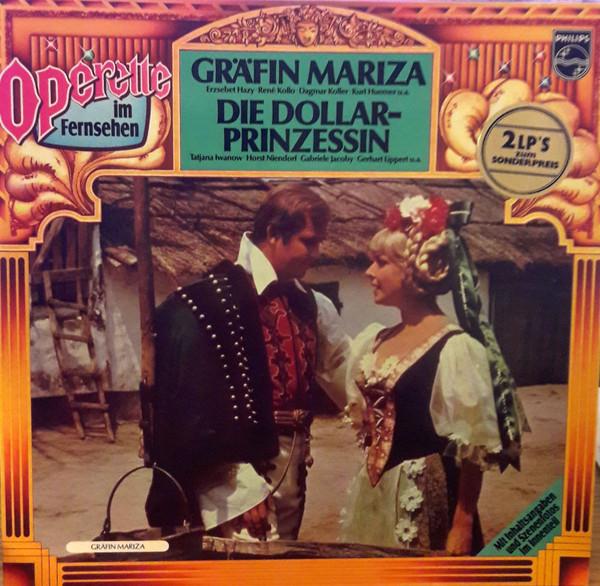 Operette
im
Fernsehen
GRÄFIN MARIZA
Erzsebet Hazy · René Kollo · Dagmar Koller · Kurt Huemer u.a.
DIE DOLLAR-
PRINZESSIN
Tatjana Iwanow · Horst Niendorf · Gabriele Jacoby · Gerhart Lippert u.a.
PHILIPS
2 LP'S
zum
SONDERPREIS
GRÄFIN MARIZA
Mit Inhaltsangaben
und Szenenfotos
im Innenteil